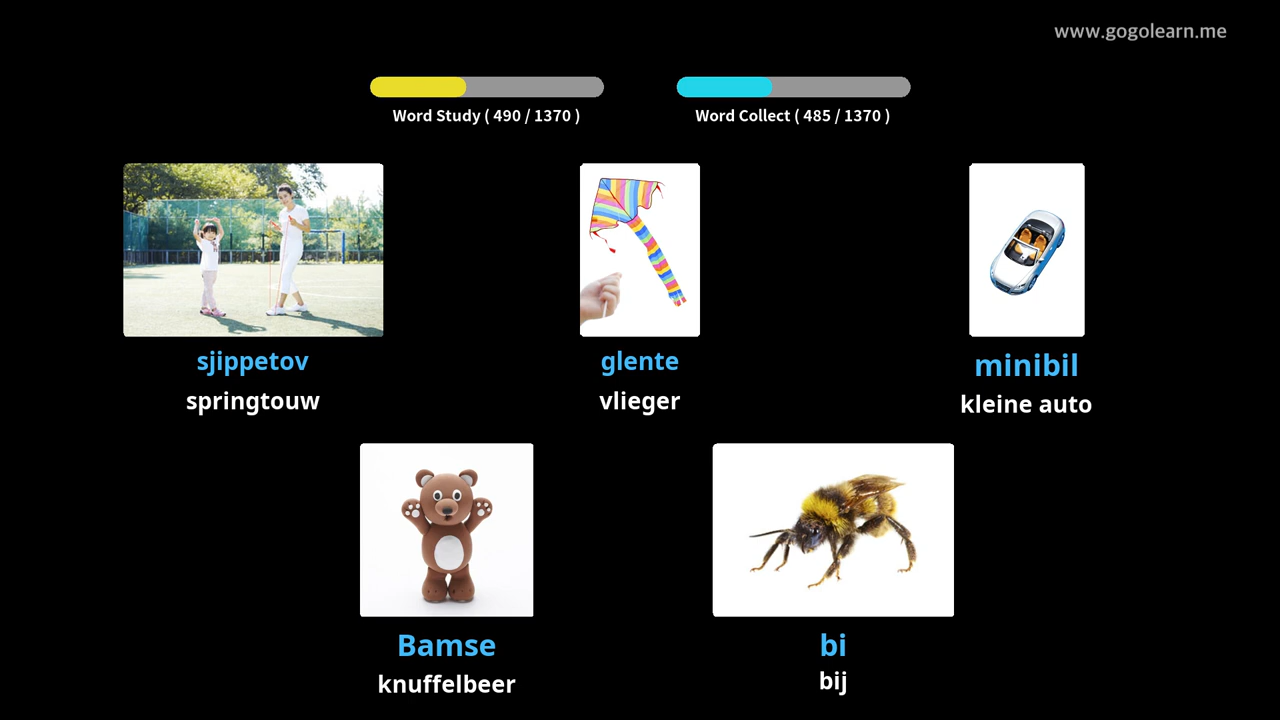 www.gogolearn.me
Word Study ( 490 / 1370 )
Word Collect ( 485 / 1370 )
sjippetov
springtouw
glente
vlieger
minibil
kleine auto
Bamse
knuffelbeer
bi
bij